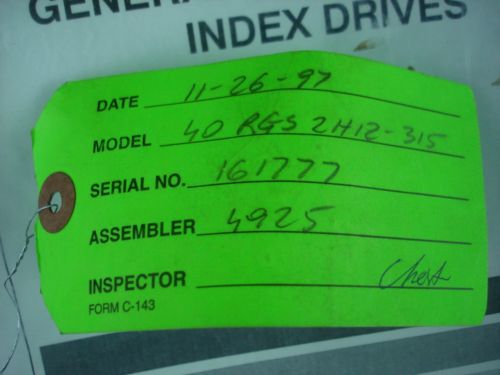 GENERA
INDEX DRIVES
DATE 11-26-97
MODEL 40 RGS 2H12-315
SERIAL NO. 161777
ASSEMBLER 4925
INSPECTOR
FORM C-143